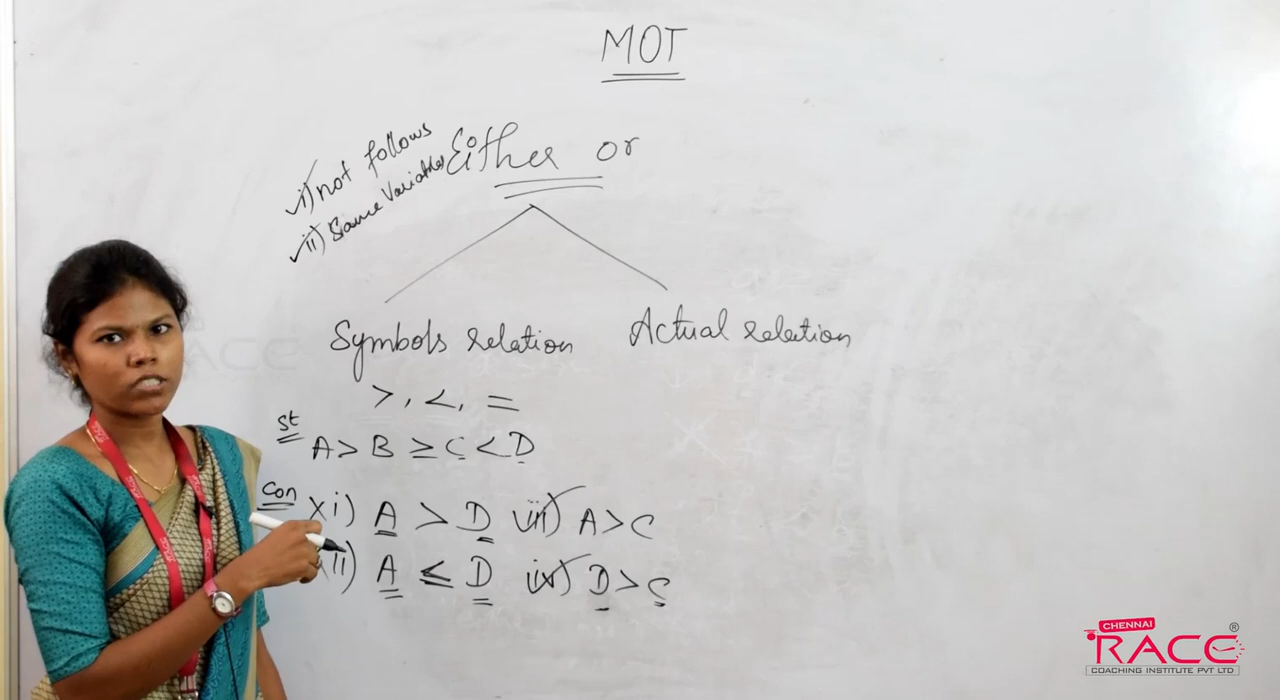 MOT
i) not follows
ii) Same Variables
Either or
Symbols relation
Actual relation
>, <, =
St
A > B ≥ C < D
Con
x i) A > D
iii) A > C
ii) A ≤ D
iv) D > C
CHENNAI
RACE®
COACHING INSTITUTE PVT LTD